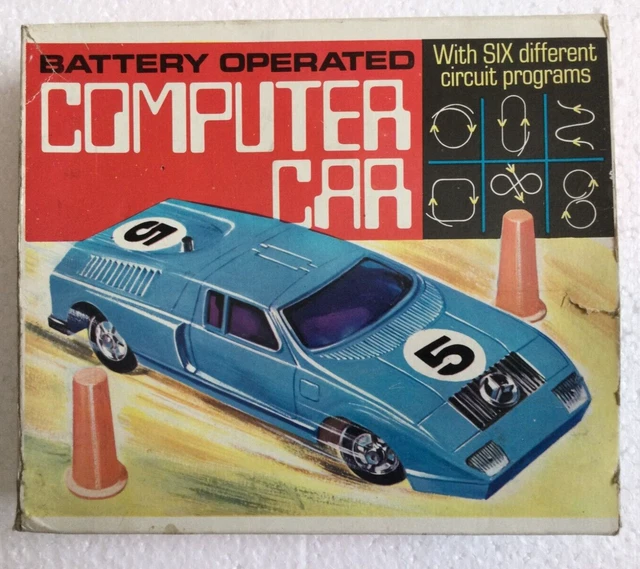 BATTERY OPERATED
COMPUTER
CAR
With SIX different
circuit programs
5
5